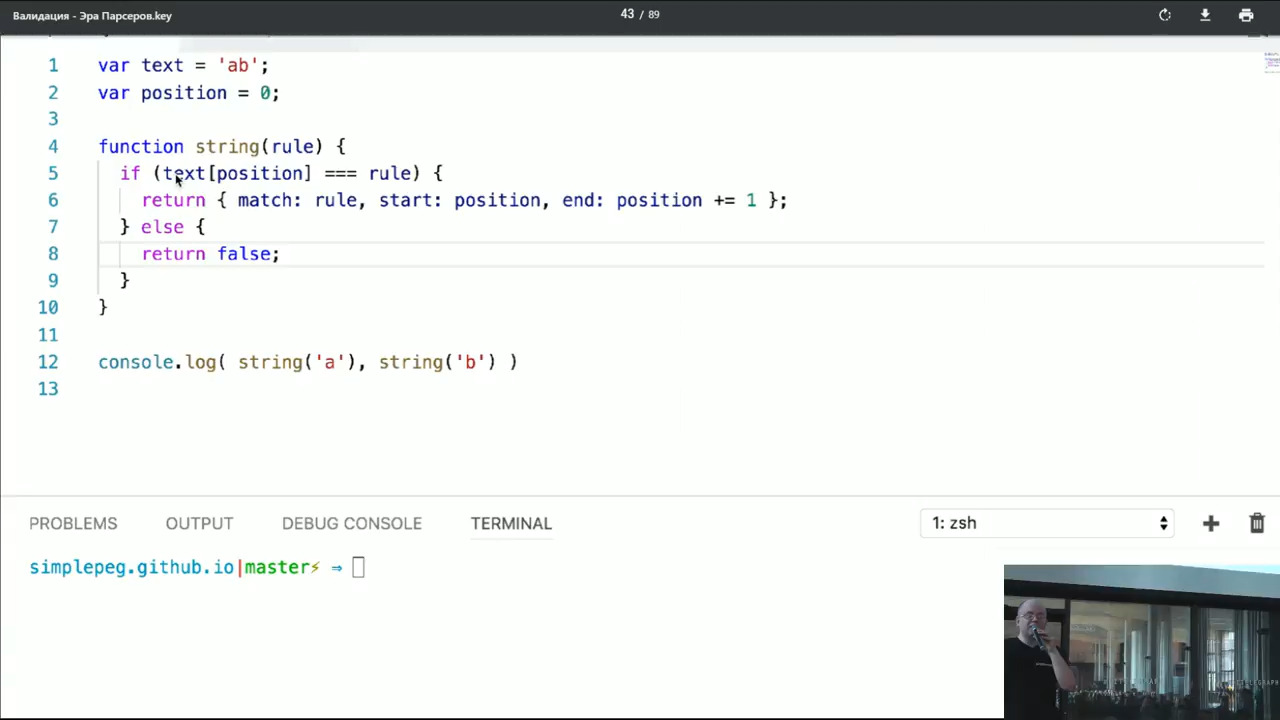 Валидация - Эра Парсеров.key
43 / 89
1 var text = 'ab';
2 var position = 0;
3
4 function string(rule) {
5 if (text[position] === rule) {
6 return { match: rule, start: position, end: position += 1 };
7 } else {
8 return false;
9 }
10 }
11
12 console.log( string('a'), string('b') )
13
PROBLEMS OUTPUT DEBUG CONSOLE TERMINAL 1: zsh
simplepeg.github.io|master⚡ ⇒